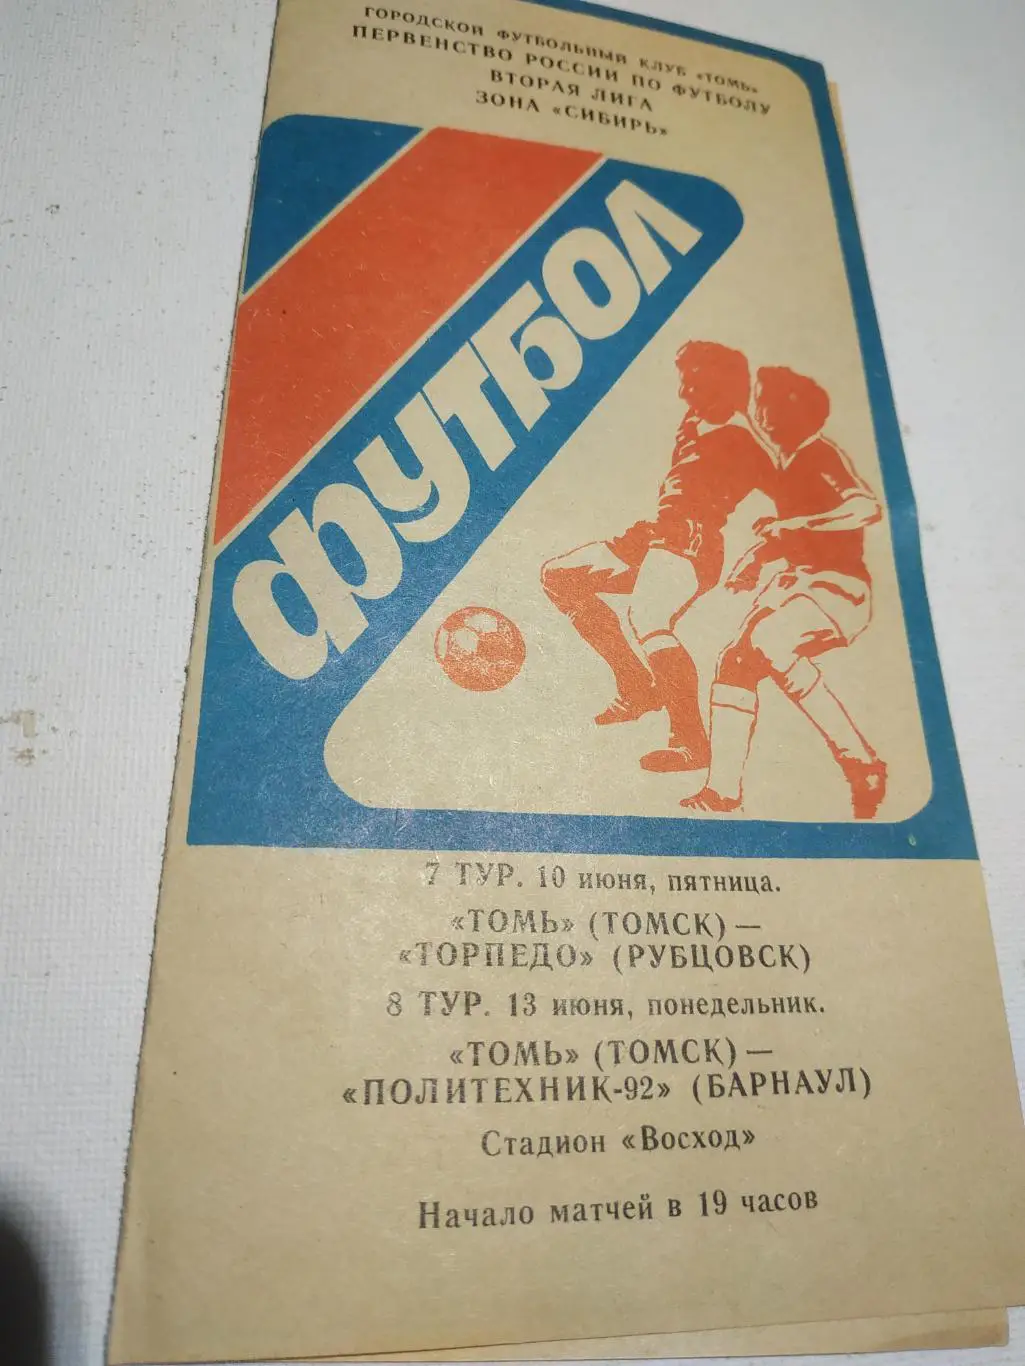 ГОРОДСКОЙ ФУТБОЛЬНЫЙ КЛУБ «ТОМЬ»
ПЕРВЕНСТВО РОССИИ ПО ФУТБОЛУ
ВТОРАЯ ЛИГА
ЗОНА «СИБИРЬ»
ФУТБОЛ
7 ТУР. 10 июня, пятница.
«ТОМЬ» (ТОМСК) —
«ТОРПЕДО» (РУБЦОВСК)
8 ТУР. 13 июня, понедельник.
«ТОМЬ» (ТОМСК) —
«ПОЛИТЕХНИК-92» (БАРНАУЛ)
Стадион «Восход»
Начало матчей в 19 часов